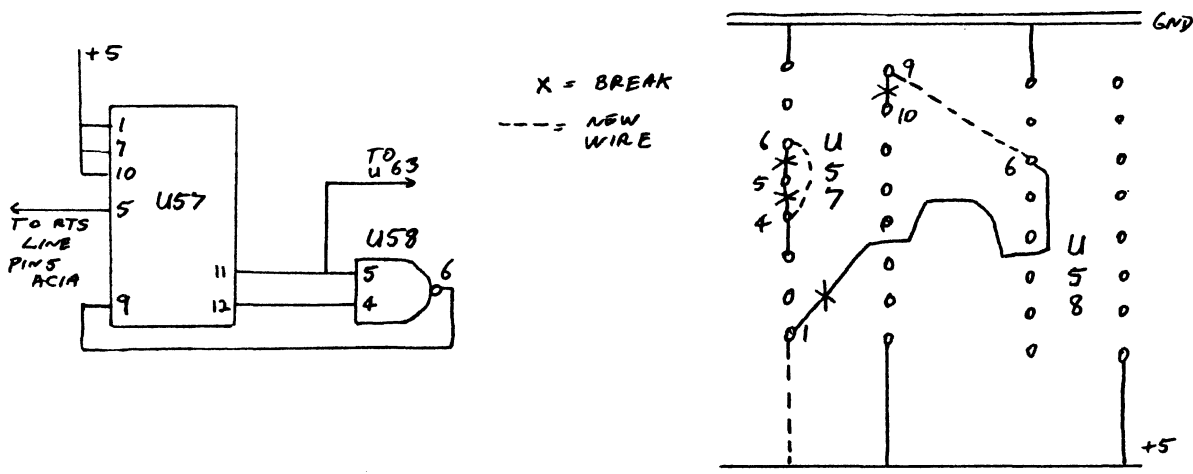 +5
1
7
10
U57
5
TO RTS
LINE
PIN 5
ACIA
9
11
12
TO
U63
U58
5
4
6
X = BREAK
---- = NEW
WIRE
GND
9
10
6
5
4
U
5
7
6
1
U
5
8
+5